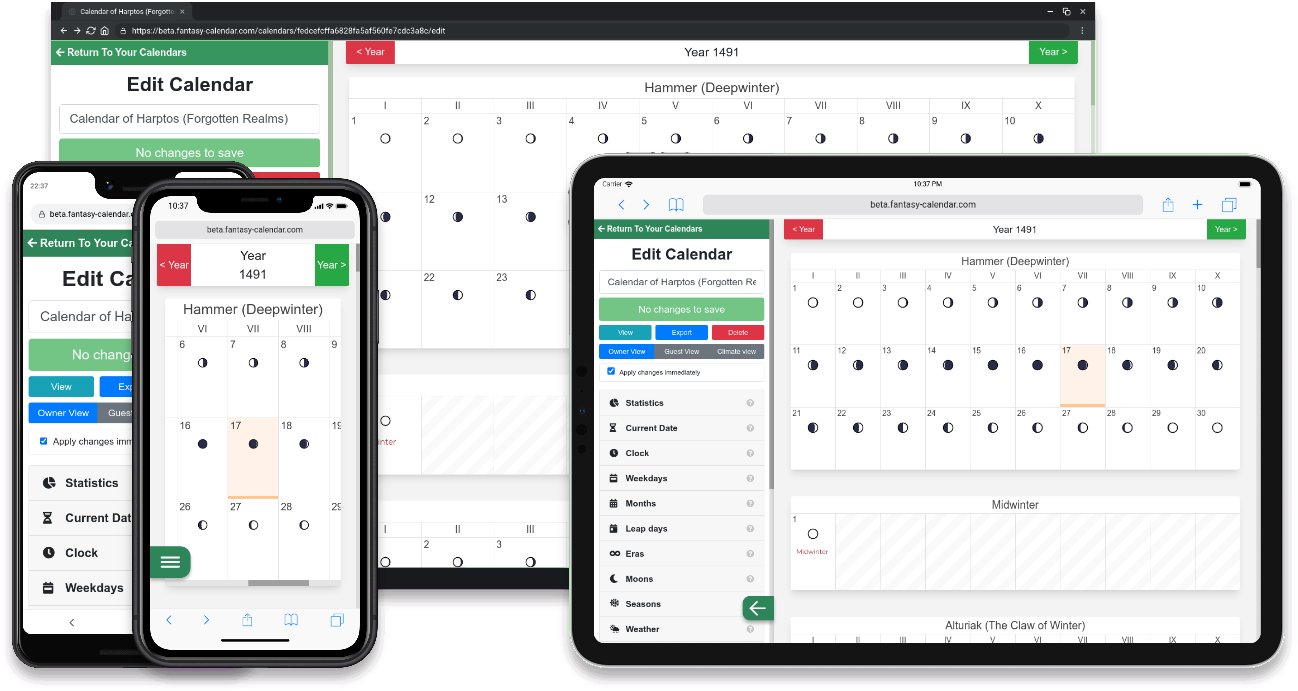 Calendar of Harptos (Forgotten
https://beta.fantasy-calendar.com/calendars/fedcefcffa6828fa5af560fe7cdc3a8c/edit
Return To Your Calendars
< Year
Year 1491
Year >
Edit Calendar
Calendar of Harptos (Forgotten Realms)
No changes to save
Hammer (Deepwinter)
I II III IV V VI VII VIII IX X
1 2 3 4 5 6 7 8 9 10
12 13
22 23
inter
I II III
2 3
22:37
beta.fantasy-calendar.
Return To Your Ca
Edit Ca
Calendar of Ha
No chang
View
Exp
Owner View
Gues
Apply changes imm
Statistics
Current Dat
Clock
Weekdays
10:37
beta.fantasy-calendar.com
< Year
Year
1491
Year >
Hammer (Deepwinter)
VI VII VIII
6 7 8 9
16 17 18 19
26 27 28 29
Carrier
10:37 PM
beta.fantasy-calendar.com
Return To Your Calendars
< Year
Year 1491
Year >
Edit Calendar
Calendar of Harptos (Forgotten Re
No changes to save
View Export Delete
Owner View Guest View Climate view
Apply changes immediately
Statistics
Current Date
Clock
Weekdays
Months
Leap days
Eras
Moons
Seasons
Weather
Hammer (Deepwinter)
I II III IV V VI VII VIII IX X
1 2 3 4 5 6 7 8 9 10
11 12 13 14 15 16 17 18 19 20
21 22 23 24 25 26 27 28 29 30
Midwinter
1
Midwinter
Alturiak (The Claw of Winter)
I II III IV V VI VII VIII IX X